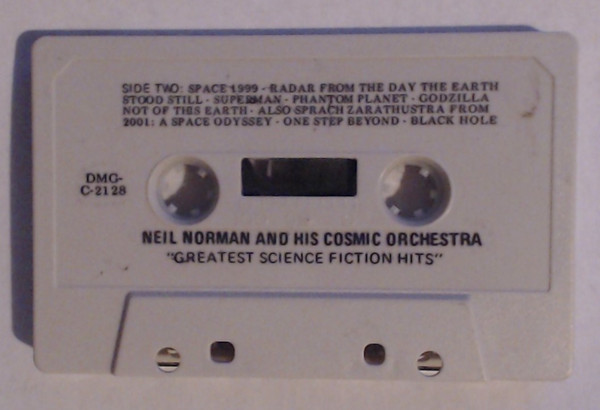 SIDE TWO: SPACE 1999 - RADAR FROM THE DAY THE EARTH
STOOD STILL - SUPERMAN - PHANTOM PLANET - GODZILLA
NOT OF THIS EARTH - ALSO SPRACH ZARATHUSTRA FROM
2001: A SPACE ODYSSEY - ONE STEP BEYOND - BLACK HOLE
DMG-
C-2128
NEIL NORMAN AND HIS COSMIC ORCHESTRA
"GREATEST SCIENCE FICTION HITS"